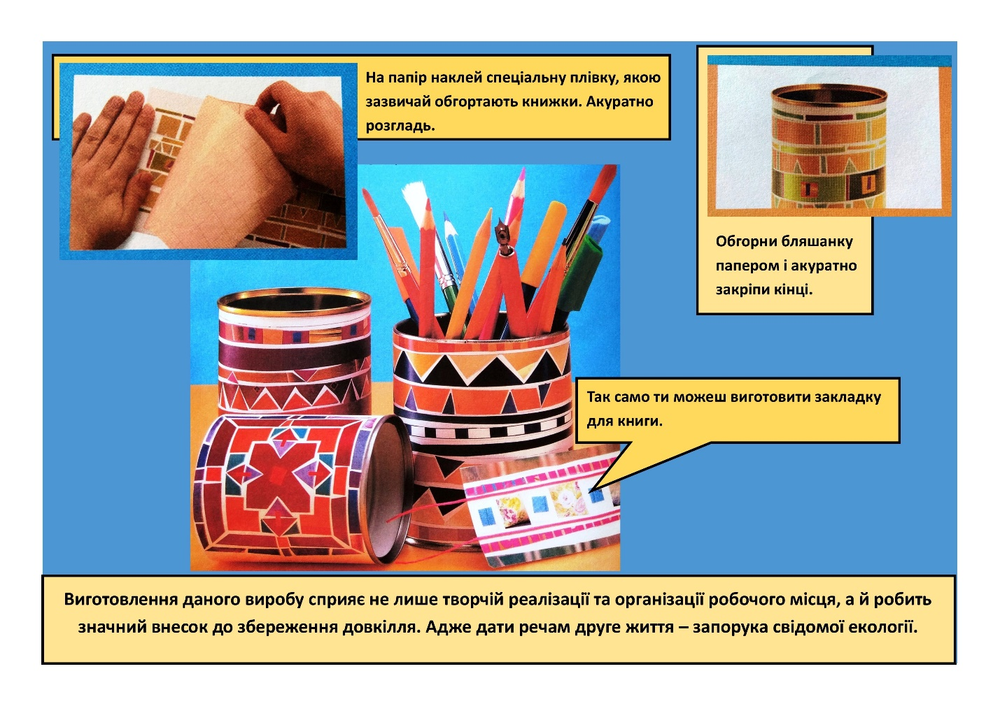 На папір наклей спеціальну плівку, якою
зазвичай обгортають книжки. Акуратно
розгладь.
Обгорни бляшанку
папером і акуратно
закріпи кінці.
Так само ти можеш виготовити закладку
для книги.
Виготовлення даного виробу сприяє не лише творчій реалізації та організації робочого місця, а й робить
значний внесок до збереження довкілля. Адже дати речам друге життя – запорука свідомої екології.